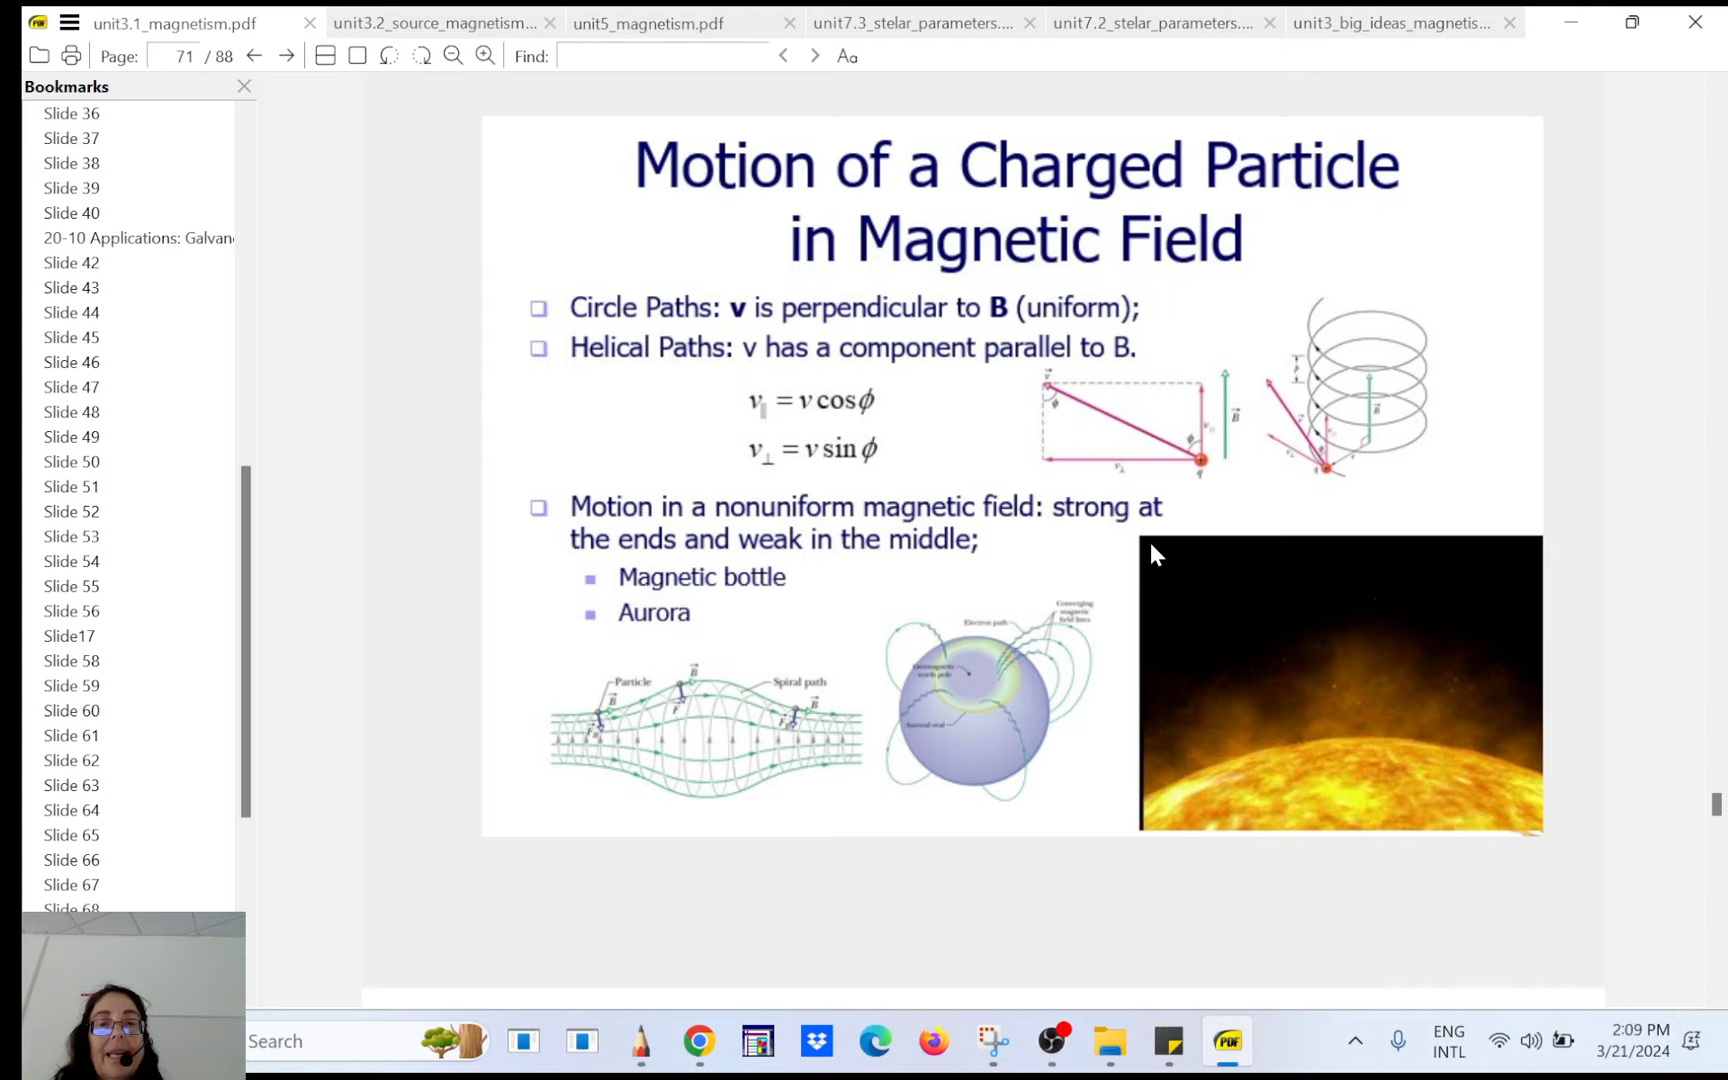 unit3.1_magnetism.pdf
unit3.2_source_magnetism...
unit5_magnetism.pdf
unit7.3_stelar_parameters....
unit7.2_stelar_parameters....
unit3_big_ideas_magnetis...
Page: 71 / 88
Find:
Aa
Bookmarks
Slide 36
Slide 37
Slide 38
Slide 39
Slide 40
20-10 Applications: Galvan
Slide 42
Slide 43
Slide 44
Slide 45
Slide 46
Slide 47
Slide 48
Slide 49
Slide 50
Slide 51
Slide 52
Slide 53
Slide 54
Slide 55
Slide 56
Slide17
Slide 58
Slide 59
Slide 60
Slide 61
Slide 62
Slide 63
Slide 64
Slide 65
Slide 66
Slide 67
Slide 68
Motion of a Charged Particle
in Magnetic Field
Circle Paths: v is perpendicular to B (uniform);
Helical Paths: v has a component parallel to B.
v∥ = v cos ϕ
v⊥ = v sin ϕ
Motion in a nonuniform magnetic field: strong at
the ends and weak in the middle;
Magnetic bottle
Aurora
Particle
Spiral path
Electron path
Converging
magnetic
field lines
Geomagnetic
north pole
Auroral oval
Search
PDF
ENG
INTL
2:09 PM
3/21/2024